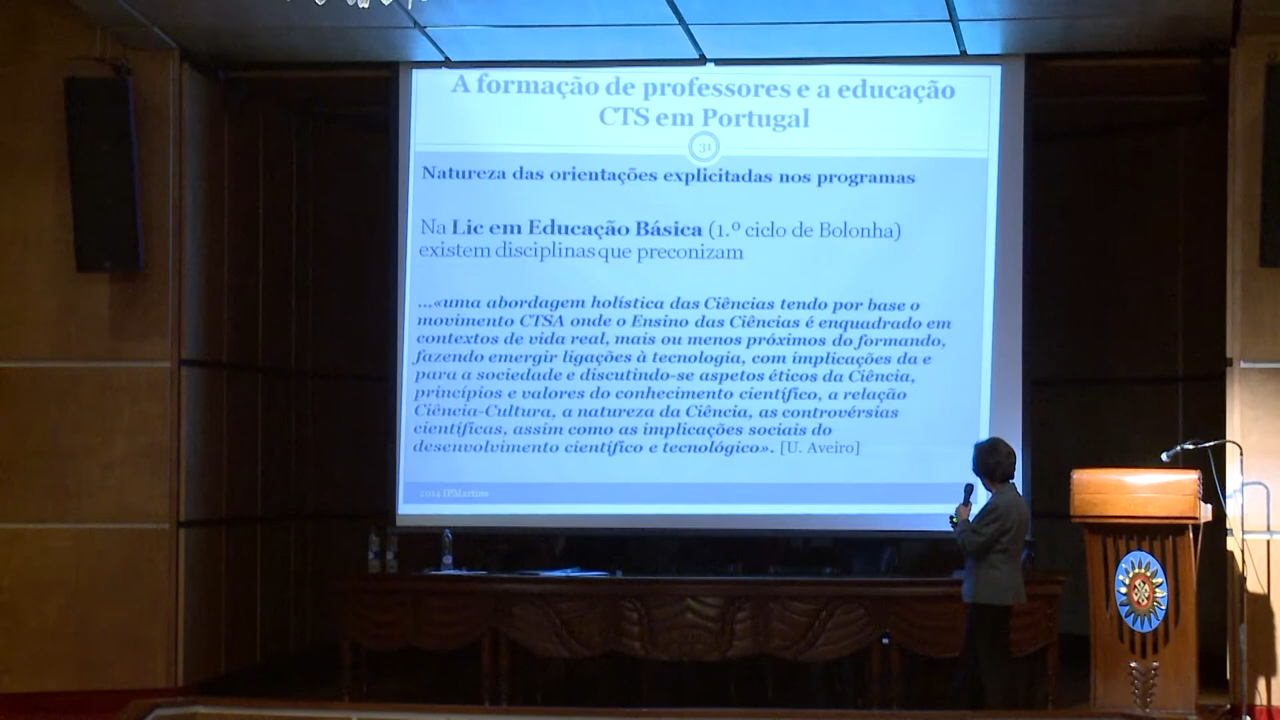 A formação de professores e a educação
CTS em Portugal
31
Natureza das orientações explicitadas nos programas
Na Lic em Educação Básica (1.º ciclo de Bolonha)
existem disciplinas que preconizam
...«uma abordagem holística das Ciências tendo por base o
movimento CTSA onde o Ensino das Ciências é enquadrado em
contextos de vida real, mais ou menos próximos do formando,
fazendo emergir ligações à tecnologia, com implicações da e
para a sociedade e discutindo-se aspetos éticos da Ciência,
princípios e valores do conhecimento científico, a relação
Ciência-Cultura, a natureza da Ciência, as controvérsias
científicas, assim como as implicações sociais do
desenvolvimento científico e tecnológico». [U. Aveiro]
2014 IPMartins